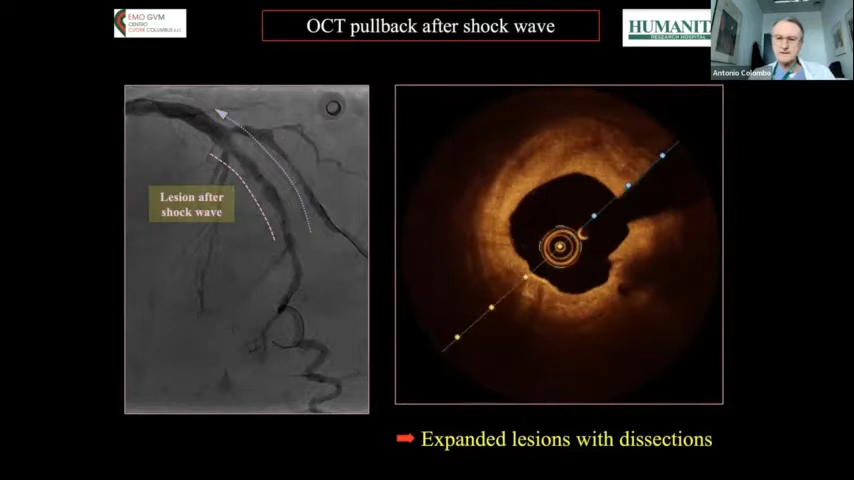 EMO GVM
CENTRO
CUORE COLUMBUS s.r.l.
OCT pullback after shock wave
HUMANIT
RESEARCH HOSPITAL
Antonio Colombo
Lesion after
shock wave
Expanded lesions with dissections